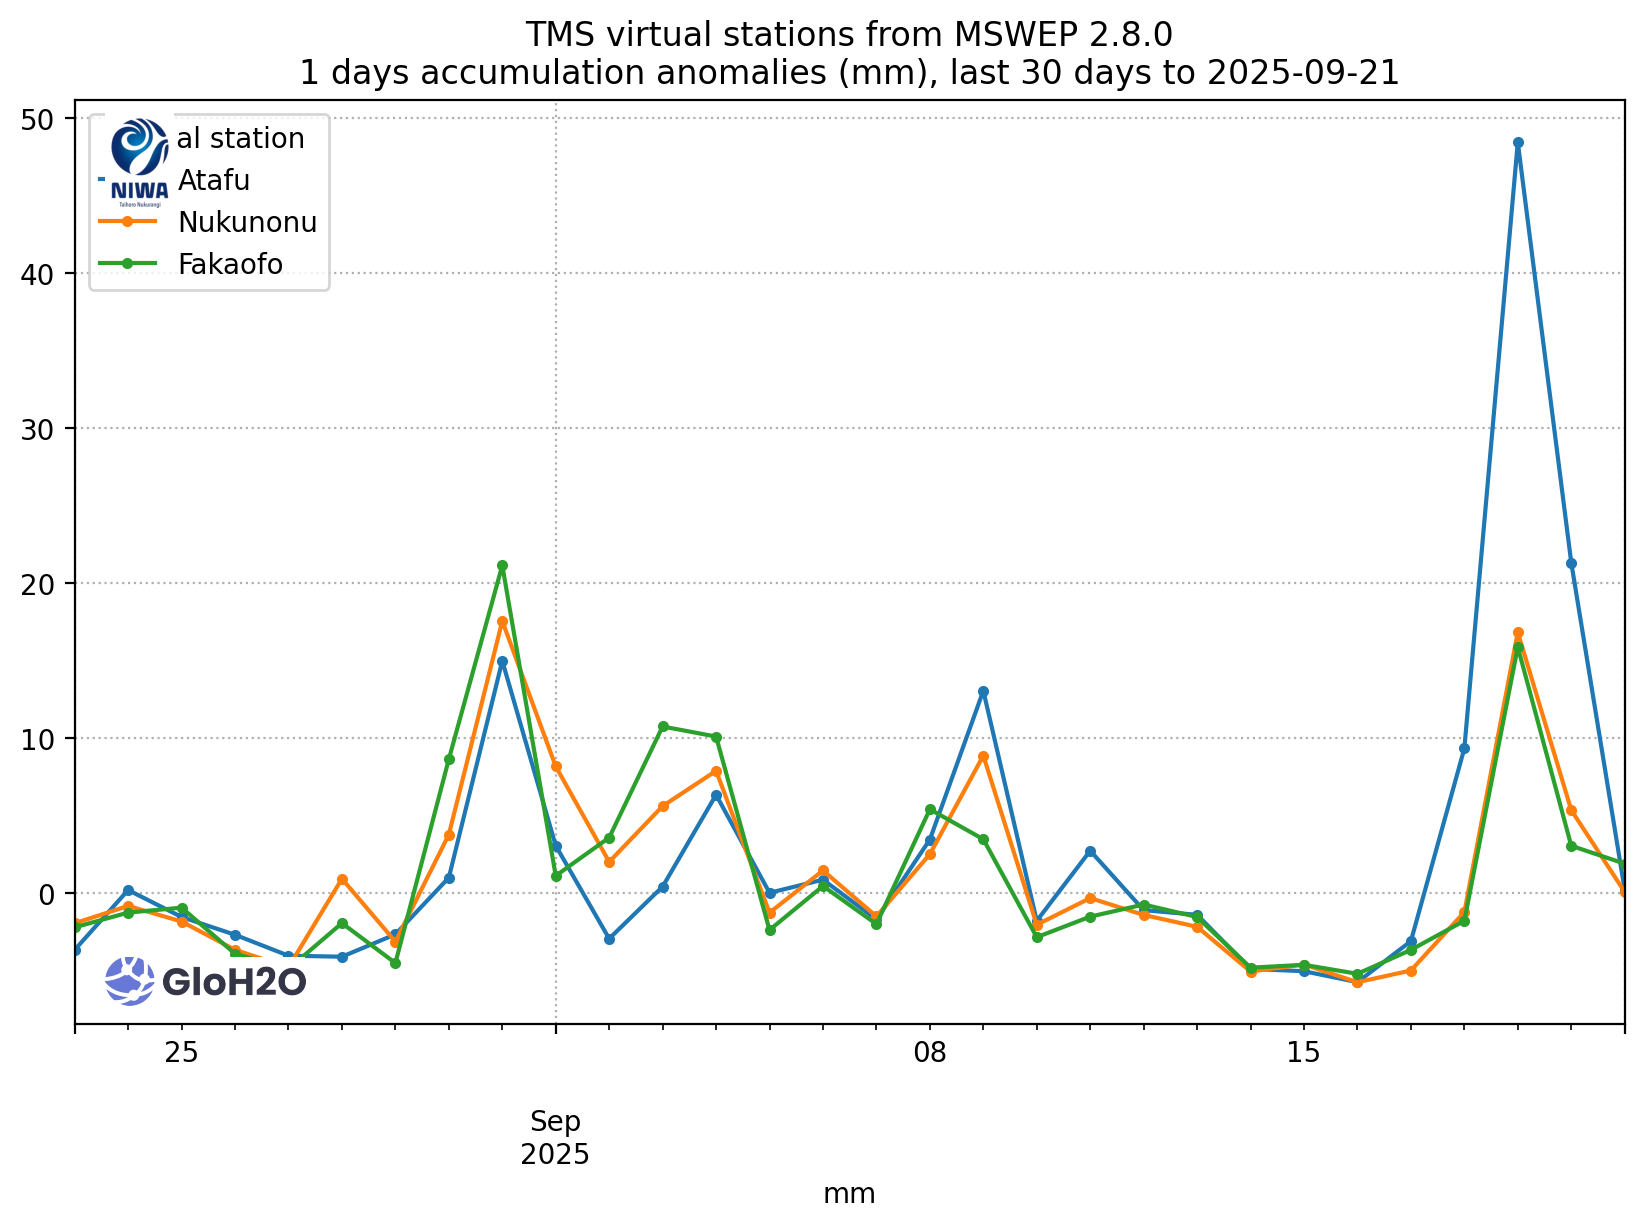 TMS virtual stations from MSWEP 2.8.0
1 days accumulation anomalies (mm), last 30 days to 2025-09-21
50
40
30
20
10
0
al station
Atafu
Nukunonu
Fakaofo
NIWA
Taihoro Nukurangi
GloH2O
25
08
15
Sep
2025
mm